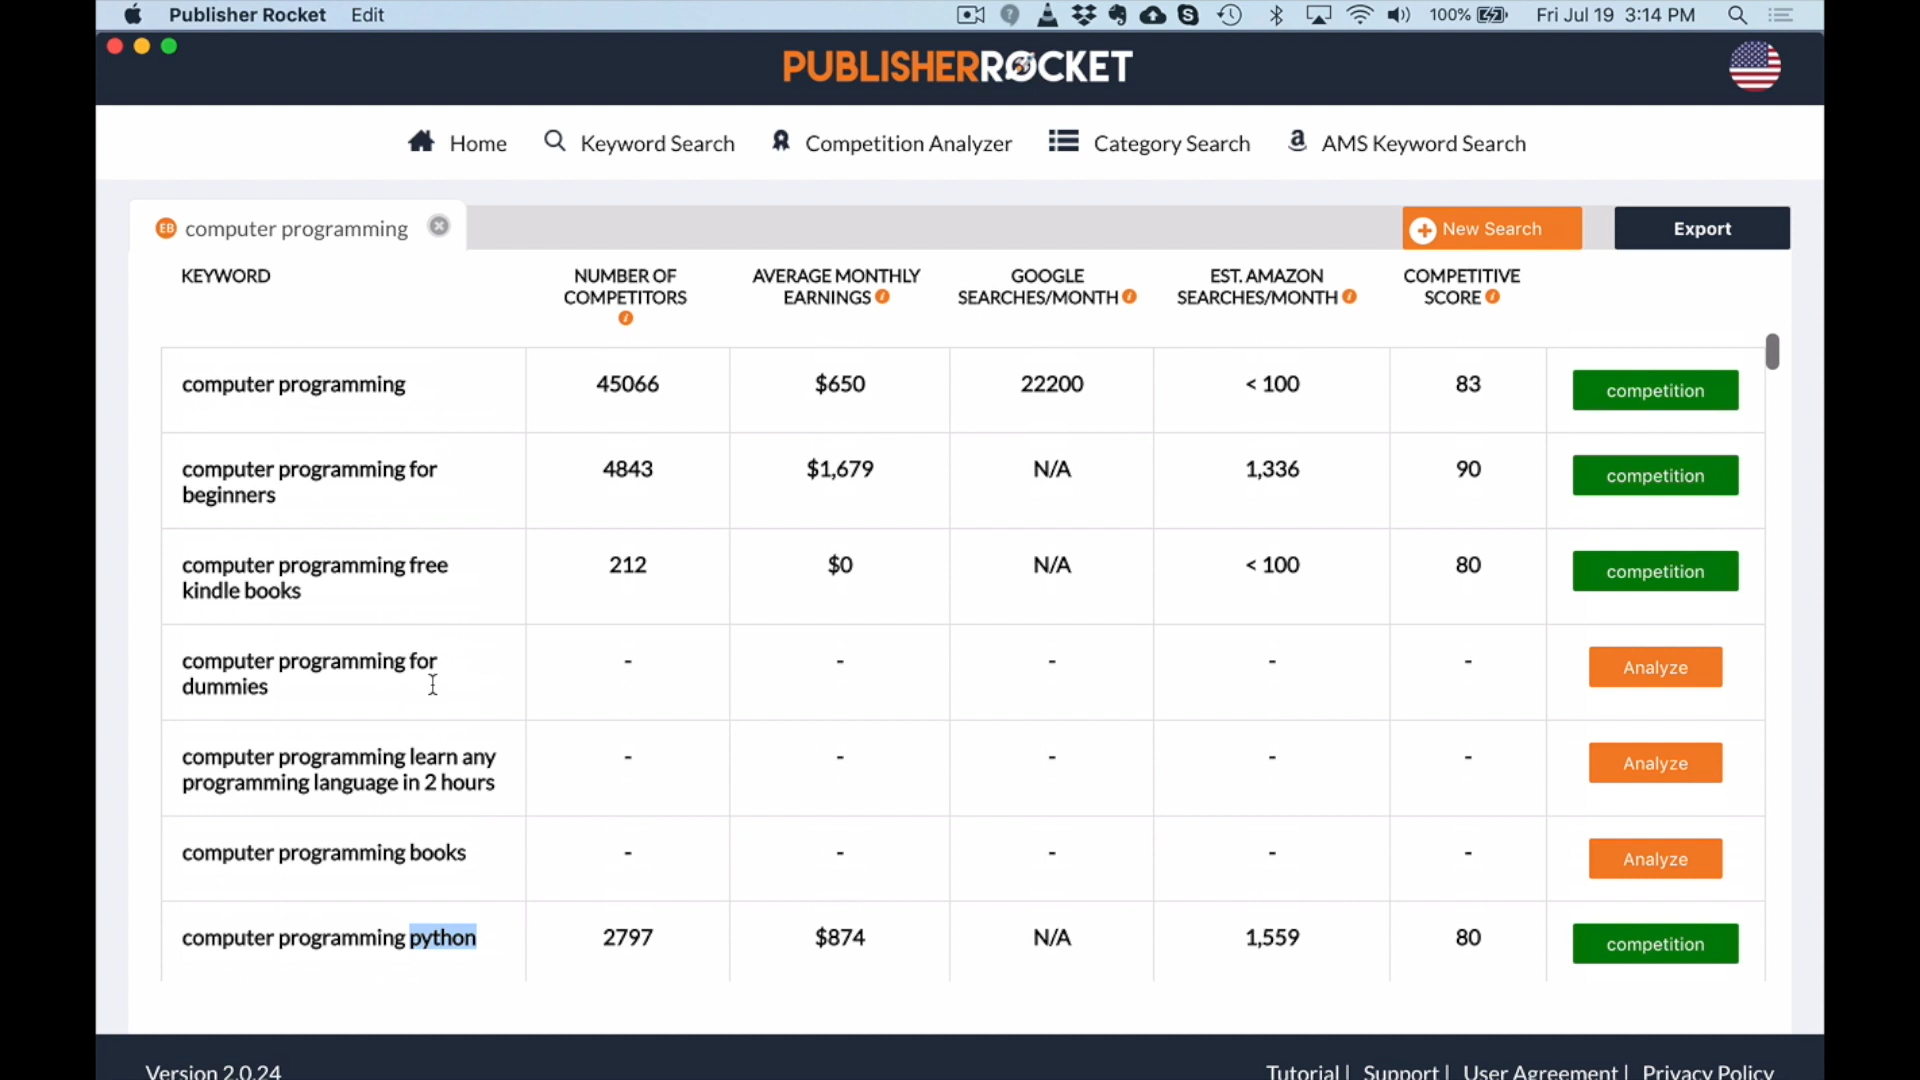 Publisher Rocket Edit 100% Fri Jul 19 3:14 PM
PUBLISHERROCKET
Home Keyword Search Competition Analyzer Category Search AMS Keyword Search
EB computer programming New Search Export
KEYWORD NUMBER OF COMPETITORS AVERAGE MONTHLY EARNINGS GOOGLE SEARCHES/MONTH EST. AMAZON SEARCHES/MONTH COMPETITIVE SCORE
computer programming 45066 $650 22200 < 100 83 competition
computer programming for 4843 $1,679 N/A 1,336 90 competition
beginners
computer programming free 212 $0 N/A < 100 80 competition
kindle books
computer programming for - - - - - Analyze
dummies
computer programming learn any - - - - - Analyze
programming language in 2 hours
computer programming books - - - - - Analyze
computer programming python 2797 $874 N/A 1,559 80 competition
Version 2.0.24 Tutorial | Support | User Agreement | Privacy Policy